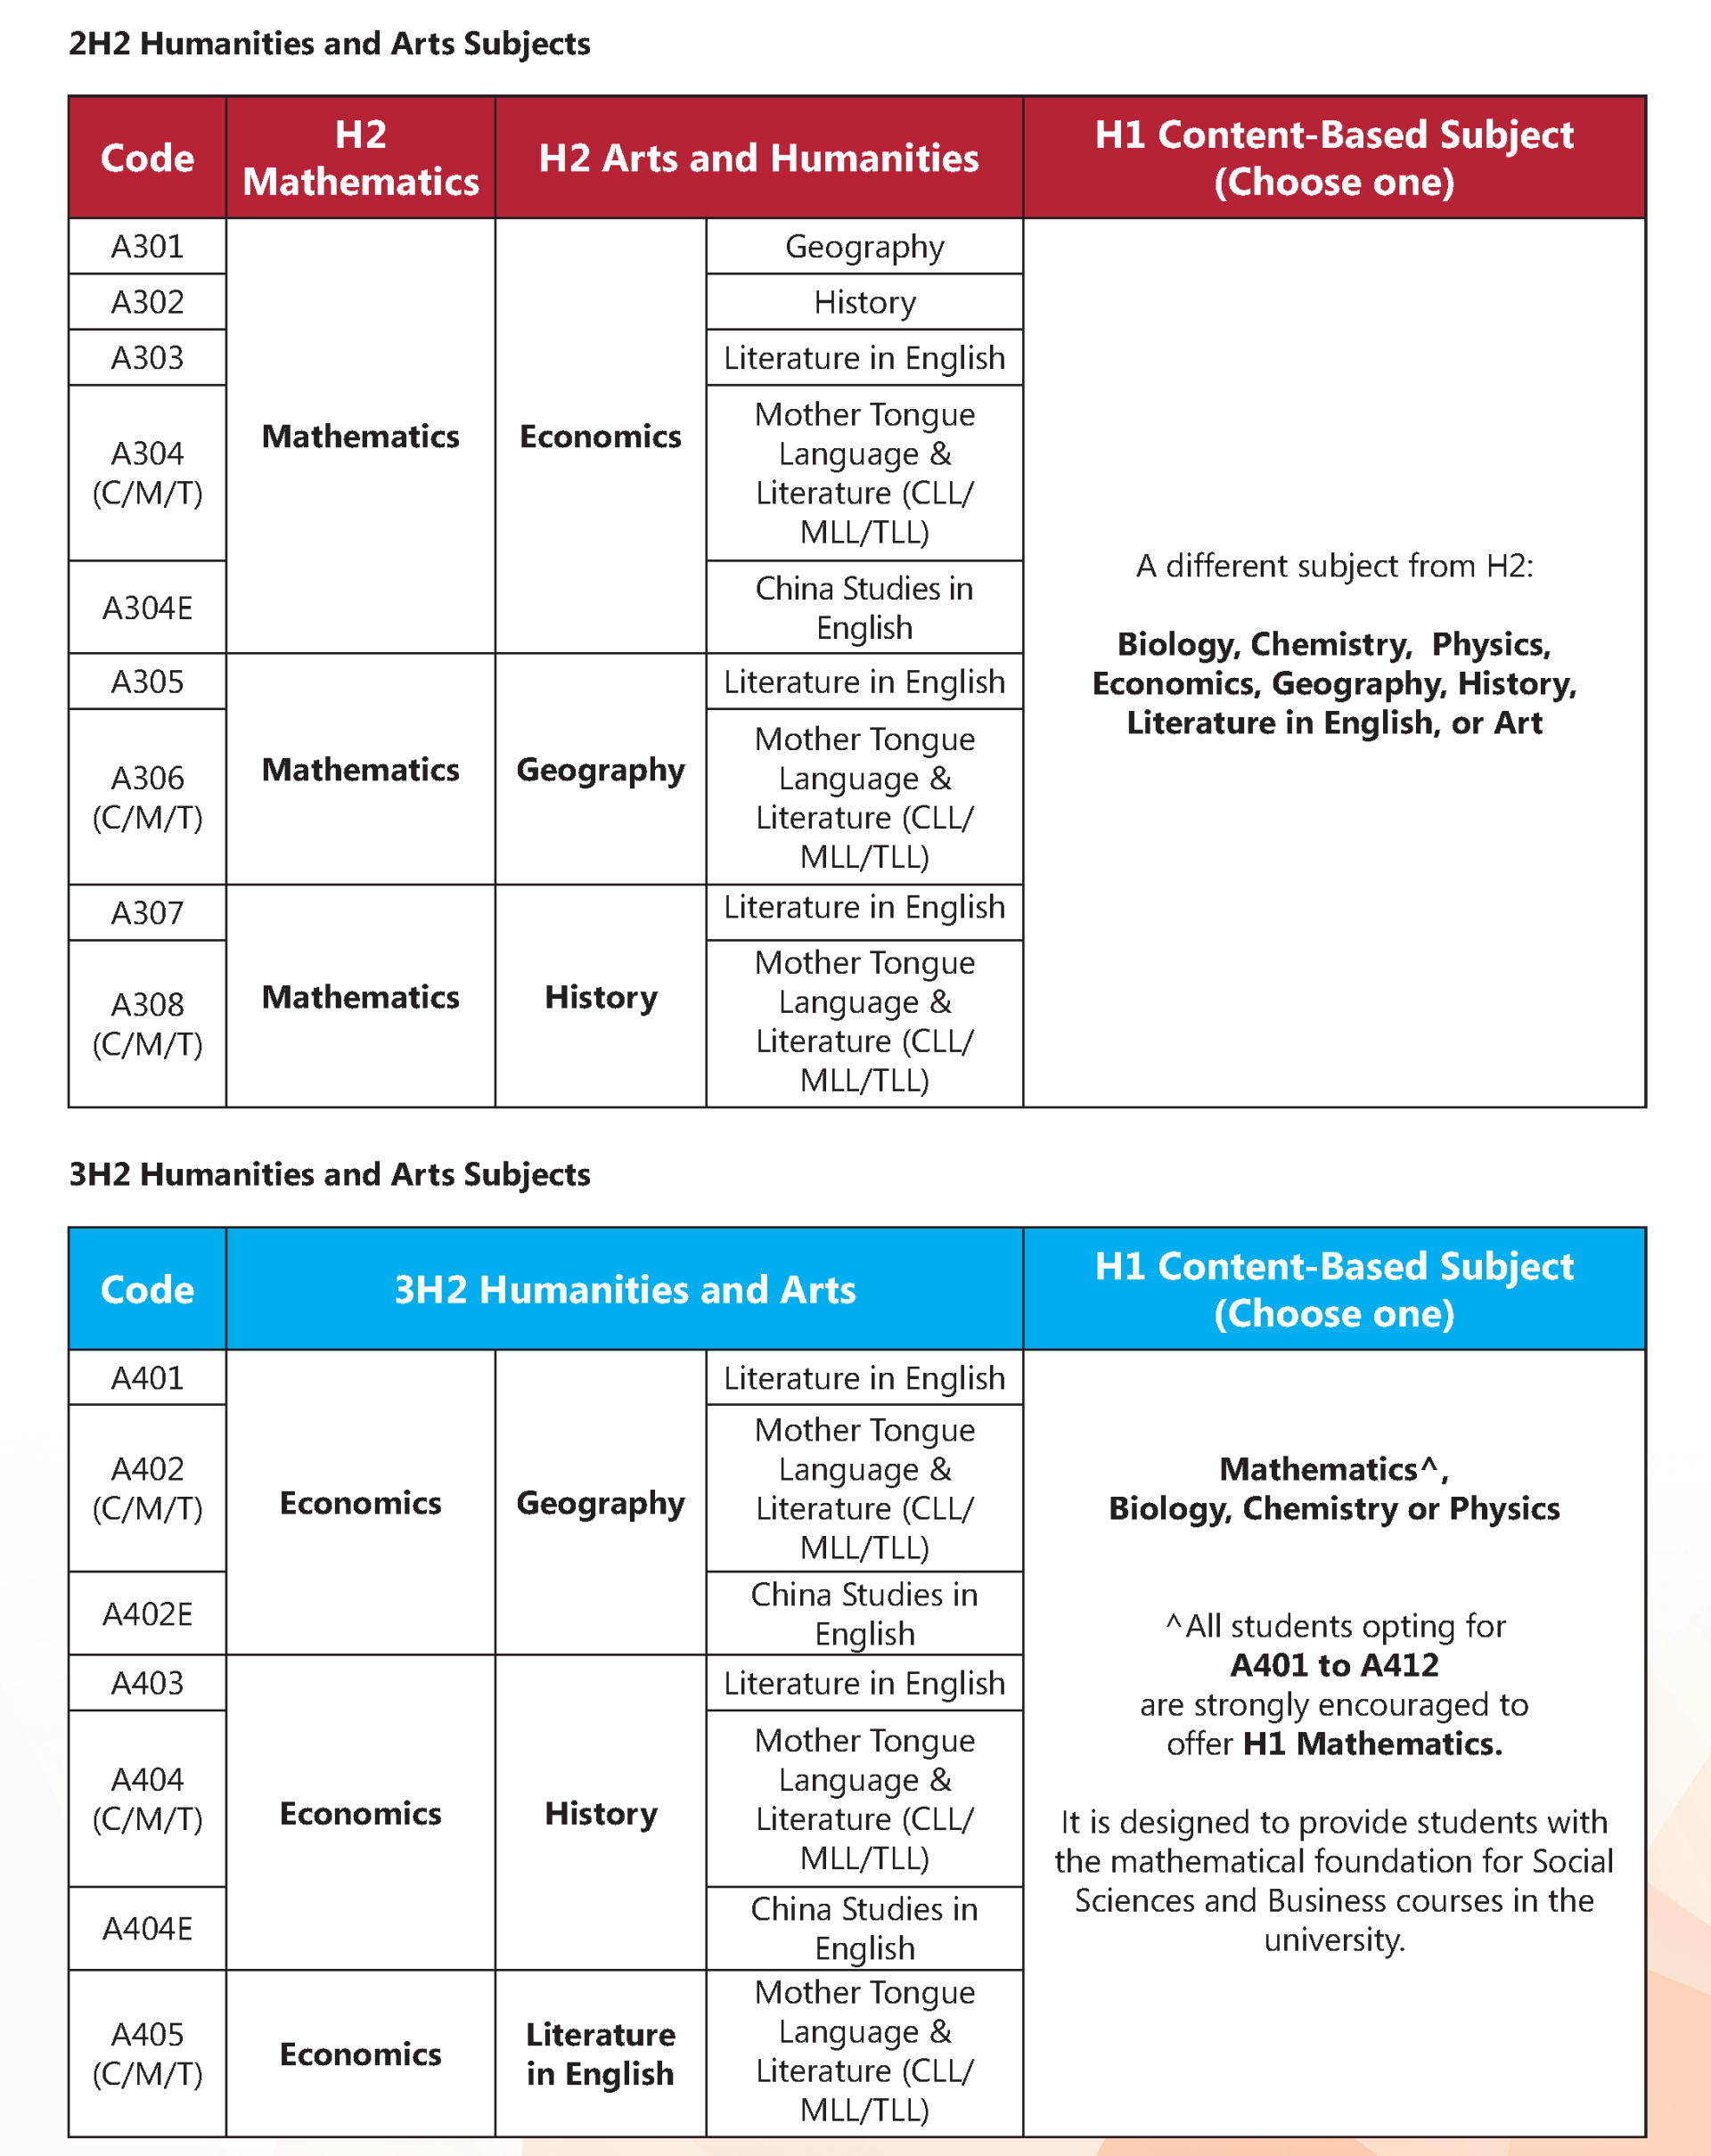 2H2 Humanities and Arts Subjects
Code
H2
Mathematics
H2 Arts and Humanities
H1 Content-Based Subject
(Choose one)
A301
Geography
A302
History
A303
Literature in English
A304
(C/M/T)
Mathematics
Economics
Mother Tongue
Language &
Literature (CLL/
MLL/TLL)
A304E
China Studies in
English
A different subject from H2:
Biology, Chemistry,  Physics,
Economics, Geography, History,
Literature in English, or Art
A305
Literature in English
A306
(C/M/T)
Mathematics
Geography
Mother Tongue
Language &
Literature (CLL/
MLL/TLL)
A307
Literature in English
A308
(C/M/T)
Mathematics
History
Mother Tongue
Language &
Literature (CLL/
MLL/TLL)
3H2 Humanities and Arts Subjects
Code
3H2 Humanities and Arts
H1 Content-Based Subject
(Choose one)
A401
Literature in English
A402
(C/M/T)
Economics
Geography
Mother Tongue
Language &
Literature (CLL/
MLL/TLL)
A402E
China Studies in
English
Mathematics^,
Biology, Chemistry or Physics
^All students opting for
A401 to A412
are strongly encouraged to
offer H1 Mathematics.
It is designed to provide students with
the mathematical foundation for Social
Sciences and Business courses in the
university.
A403
Literature in English
A404
(C/M/T)
Economics
History
Mother Tongue
Language &
Literature (CLL/
MLL/TLL)
A404E
China Studies in
English
A405
(C/M/T)
Economics
Literature
in English
Mother Tongue
Language &
Literature (CLL/
MLL/TLL)